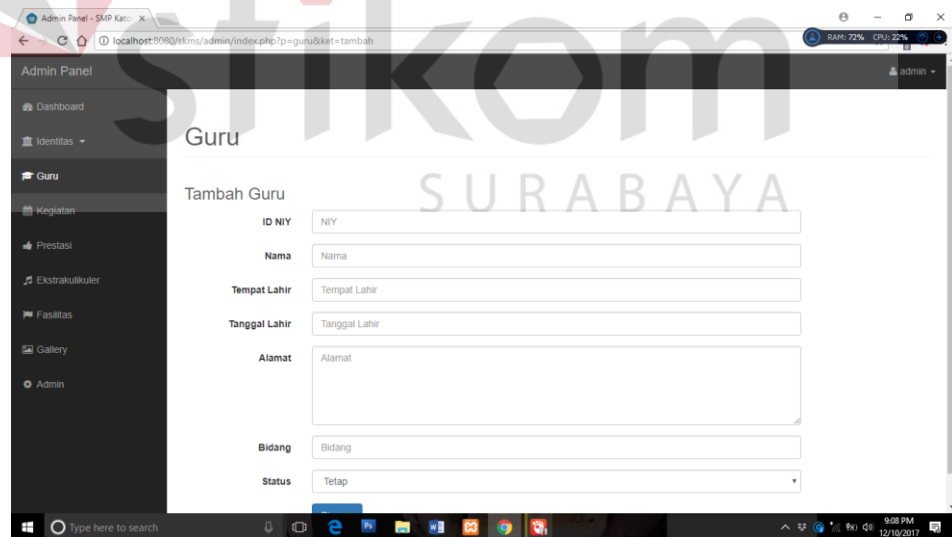 Admin Panel - SMP Katol
localhost:8080/skms/admin/index.php?p=guru&ket=tambah
RAM: 72% CPU: 22%
Admin Panel
admin
stikom
SURABAYA
Dashboard
Identitas
Guru
Kegiatan
Prestasi
Ekstrakulikuler
Fasilitas
Gallery
Admin
Guru
Tambah Guru
ID NIY
NIY
Nama
Nama
Tempat Lahir
Tempat Lahir
Tanggal Lahir
Tanggal Lahir
Alamat
Alamat
Bidang
Bidang
Status
Tetap
Type here to search
Ps
9:08 PM
12/10/2017